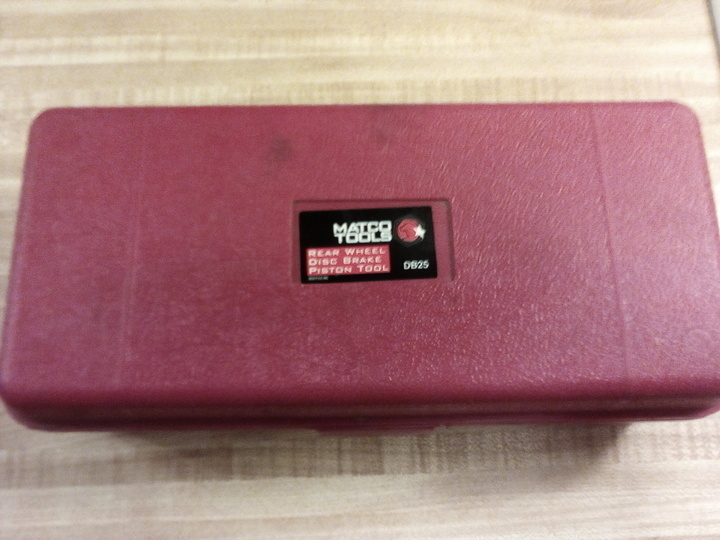 MATCO
TOOLS
REAR WHEEL
DISC BRAKE
PISTON TOOL
DB25